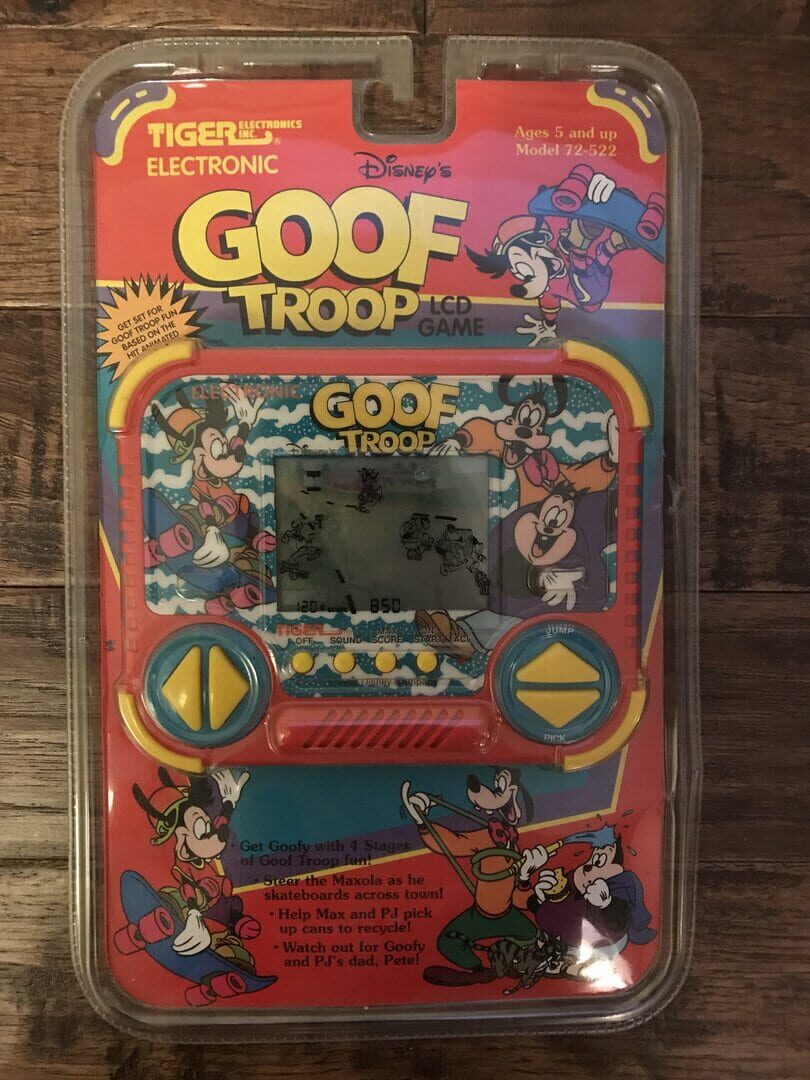 TIGER ELECTRONICS INC.®
ELECTRONIC
Ages 5 and up
Model 72-522
Disney's
GOOF
TROOP
LCD
GAME
GET SET FOR
GOOF TROOP FUN
BASED ON THE
HIT ANIMATED
ELECTRONIC
GOOF
TROOP
850
TIGER
OFF SOUND SCORE START
JUMP
PICK
• Get Goofy with 4 Stages
of Goof Troop fun!
• Steer the Maxola as he
skateboards across town!
• Help Max and PJ pick
up cans to recycle!
• Watch out for Goofy
and PJ's dad, Pete!